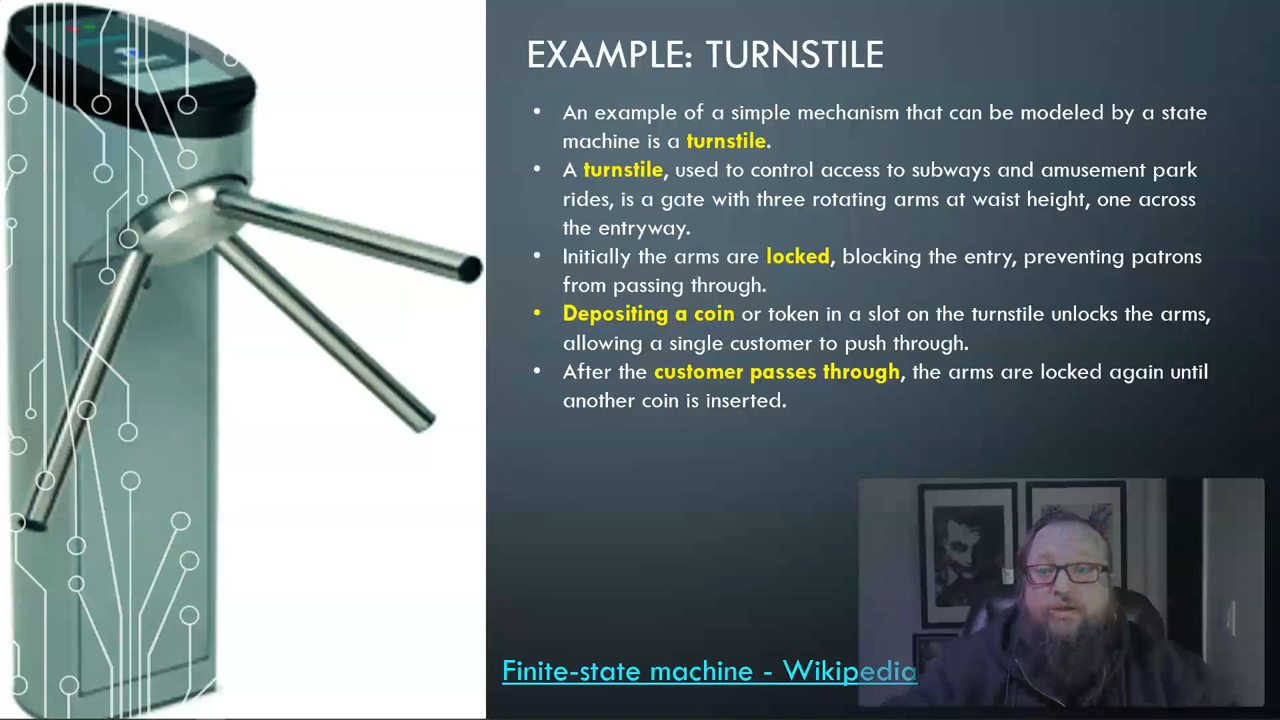 EXAMPLE: TURNSTILE
• An example of a simple mechanism that can be modeled by a state
machine is a turnstile.
• A turnstile, used to control access to subways and amusement park
rides, is a gate with three rotating arms at waist height, one across
the entryway.
• Initially the arms are locked, blocking the entry, preventing patrons
from passing through.
• Depositing a coin or token in a slot on the turnstile unlocks the arms,
allowing a single customer to push through.
• After the customer passes through, the arms are locked again until
another coin is inserted.
Finite-state machine - Wikipedia